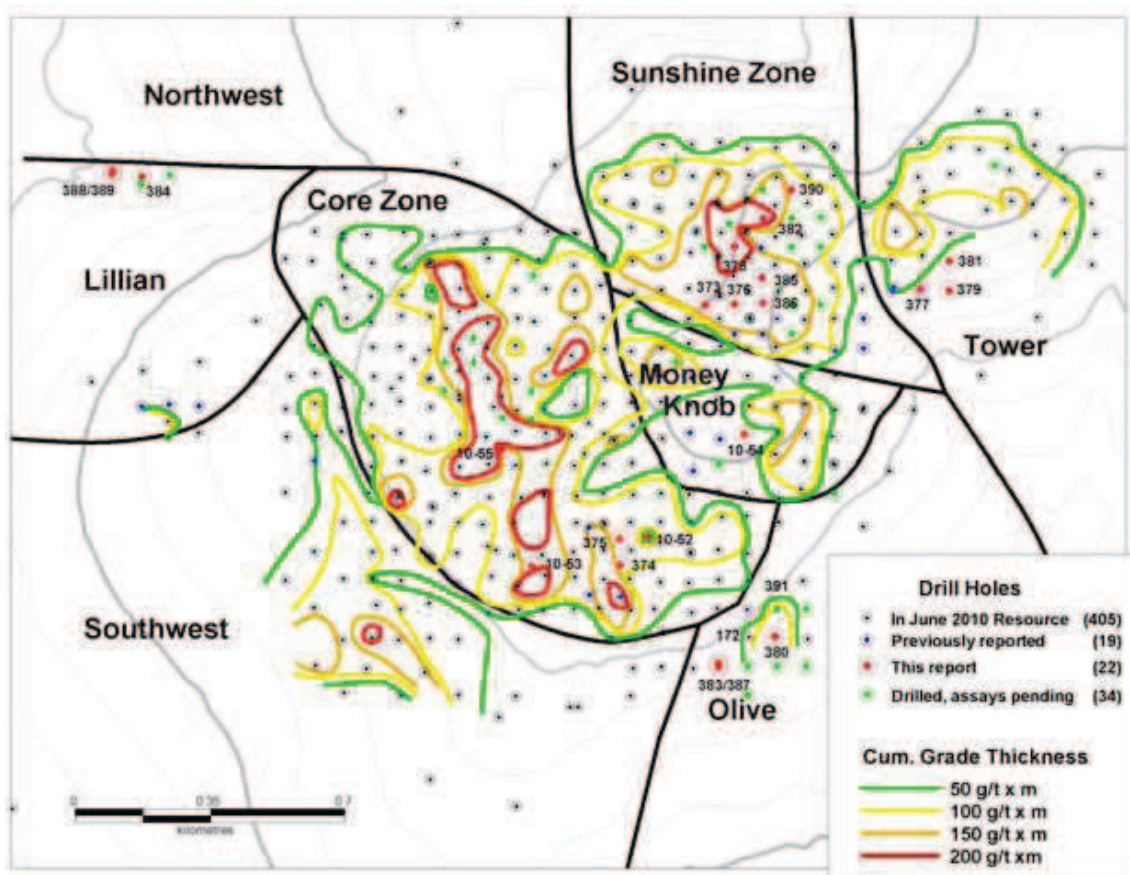 Northwest
Sunshine Zone
388/389
384
Core Zone
390
382
Lillian
378
385
381
373
376
386
377
379
Tower
Money
Knob
10-54
10-55
375
10-52
10-53
374
391
Southwest
172
380
383/387
Olive
0
0.35
0.7
kilometres
Drill Holes
In June 2010 Resource (405)
Previously reported (19)
This report (22)
Drilled, assays pending (34)
Cum. Grade Thickness
50 g/t x m
100 g/t x m
150 g/t x m
200 g/t xm